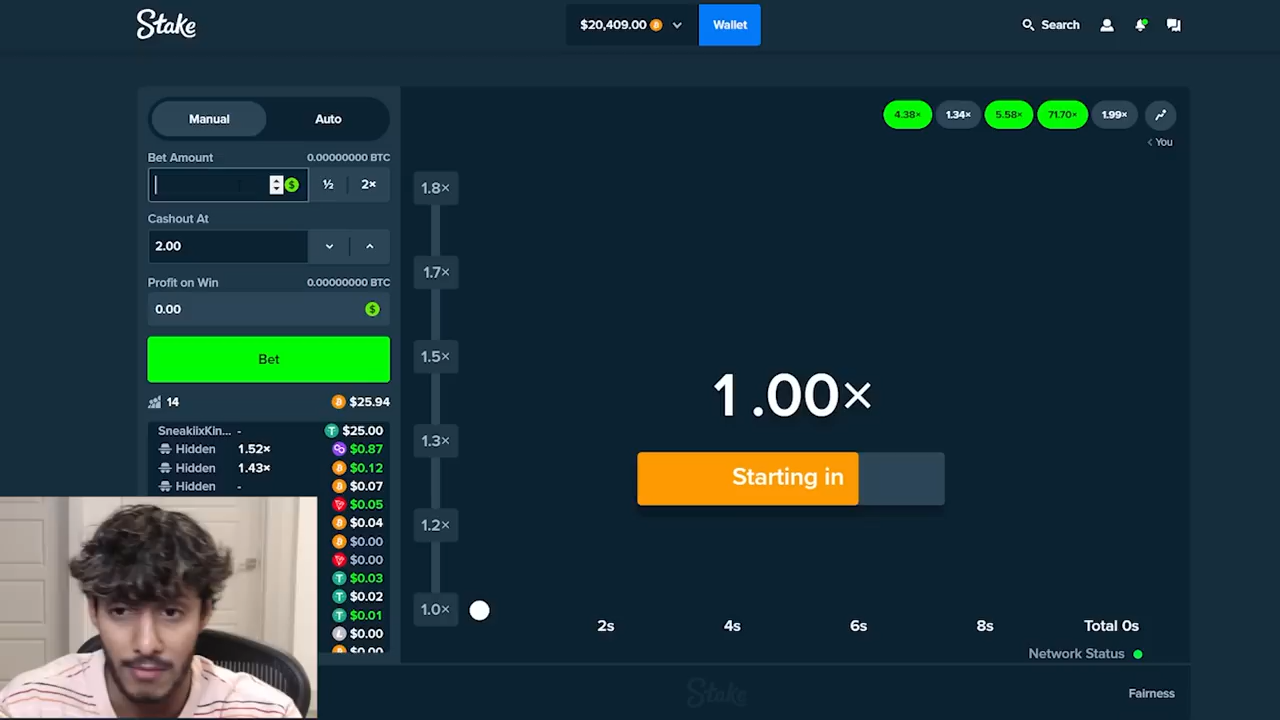 Stake
$20,409.00
Wallet
Search
Manual
Auto
4.38×
1.34×
5.58×
71.70×
1.99×
You
Bet Amount
0.00000000 BTC
½
2×
Cashout At
2.00
Profit on Win
0.00000000 BTC
0.00
Bet
14
$25.94
SneakiixKin... - $25.00
Hidden 1.52× $0.87
Hidden 1.43× $0.12
Hidden - $0.07
$0.05
$0.04
$0.00
$0.00
$0.03
$0.02
$0.01
$0.00
$0.00
1.8×
1.7×
1.5×
1.3×
1.2×
1.0×
1.00×
Starting in
2s
4s
6s
8s
Total 0s
Network Status
Stake
Fairness